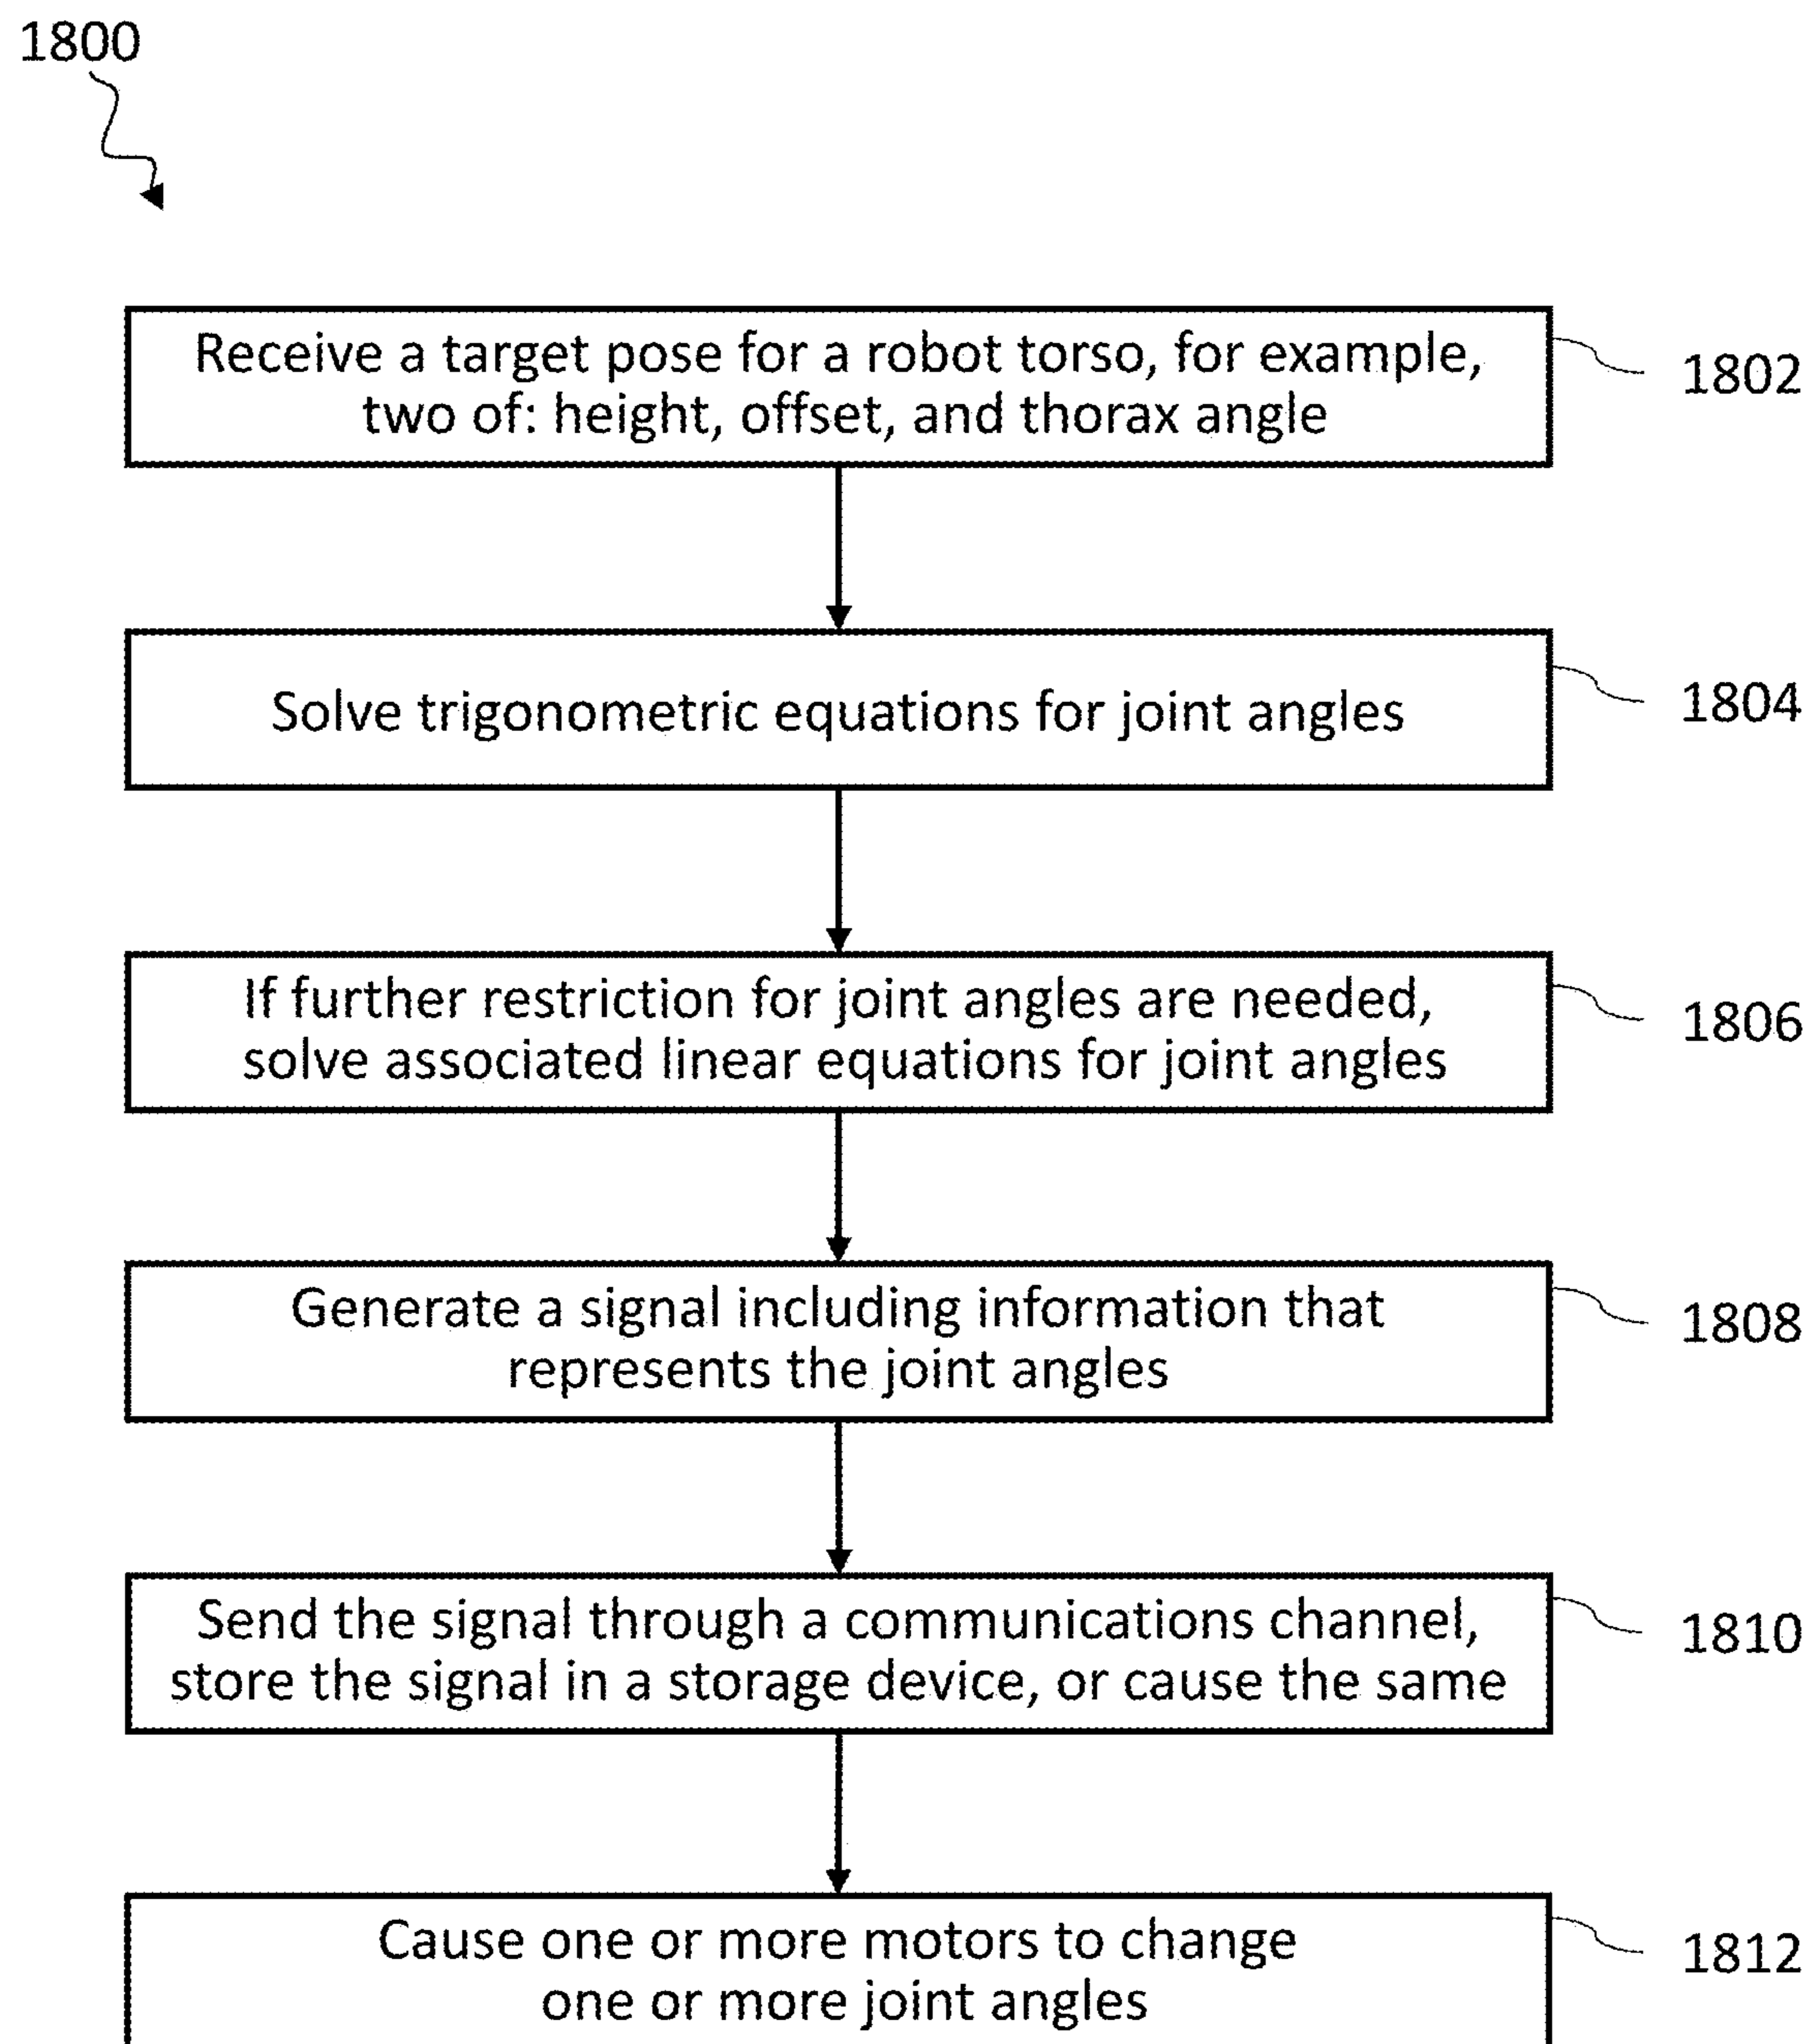 1800
Receive a target pose for a robot torso, for example,
two of: height, offset, and thorax angle
1802
Solve trigonometric equations for joint angles
1804
If further restriction for joint angles are needed,
solve associated linear equations for joint angles
1806
Generate a signal including information that
represents the joint angles
1808
Send the signal through a communications channel,
store the signal in a storage device, or cause the same
1810
Cause one or more motors to change
one or more joint angles
1812